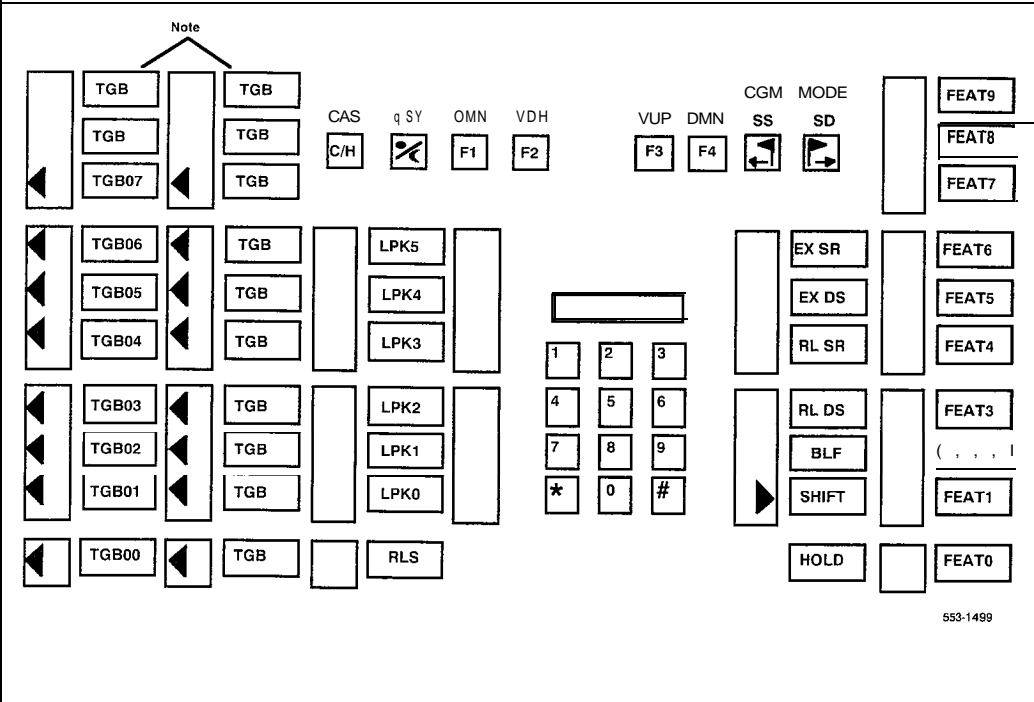 Note
TGB TGB
TGB TGB
TGB07 TGB
CAS q SY OMN VDH VUP DMN CGM MODE
SS SD
C/H F1 F2 F3 F4
FEAT9
FEAT8
FEAT7
TGB06 TGB LPK5 EX SR FEAT6
TGB05 TGB LPK4 EX DS FEAT5
TGB04 TGB LPK3 RL SR FEAT4
1 2 3
4 5 6
7 8 9
* 0 #
TGB03 TGB LPK2 RL DS FEAT3
TGB02 TGB LPK1 BLF ( , , , I
TGB01 TGB LPK0 SHIFT FEAT1
TGB00 TGB RLS HOLD FEAT0
553-1499